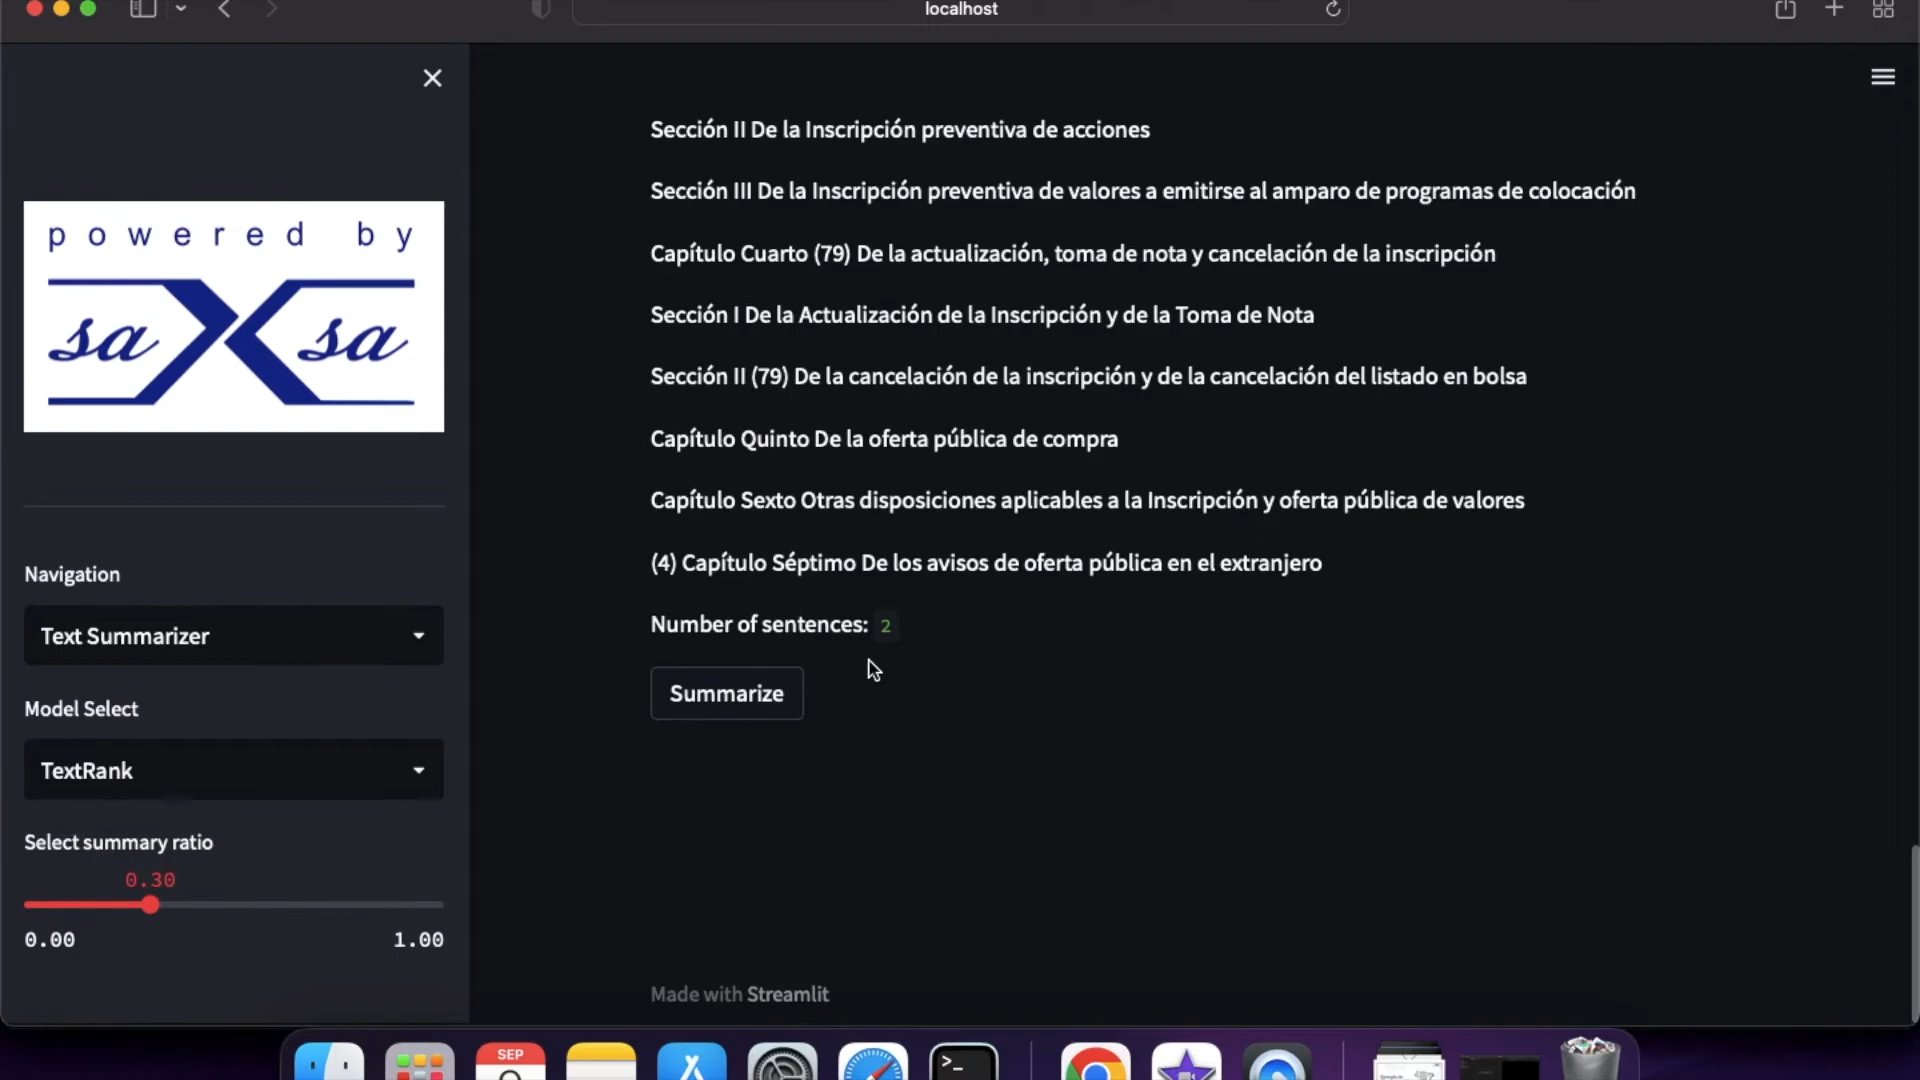 localhost
powered by
sa sa
Navigation
Text Summarizer
Model Select
TextRank
Select summary ratio
0.30
0.00 1.00
Sección II De la Inscripción preventiva de acciones
Sección III De la Inscripción preventiva de valores a emitirse al amparo de programas de colocación
Capítulo Cuarto (79) De la actualización, toma de nota y cancelación de la inscripción
Sección I De la Actualización de la Inscripción y de la Toma de Nota
Sección II (79) De la cancelación de la inscripción y de la cancelación del listado en bolsa
Capítulo Quinto De la oferta pública de compra
Capítulo Sexto Otras disposiciones aplicables a la Inscripción y oferta pública de valores
(4) Capítulo Séptimo De los avisos de oferta pública en el extranjero
Number of sentences: 2
Summarize
Made with Streamlit
SEP